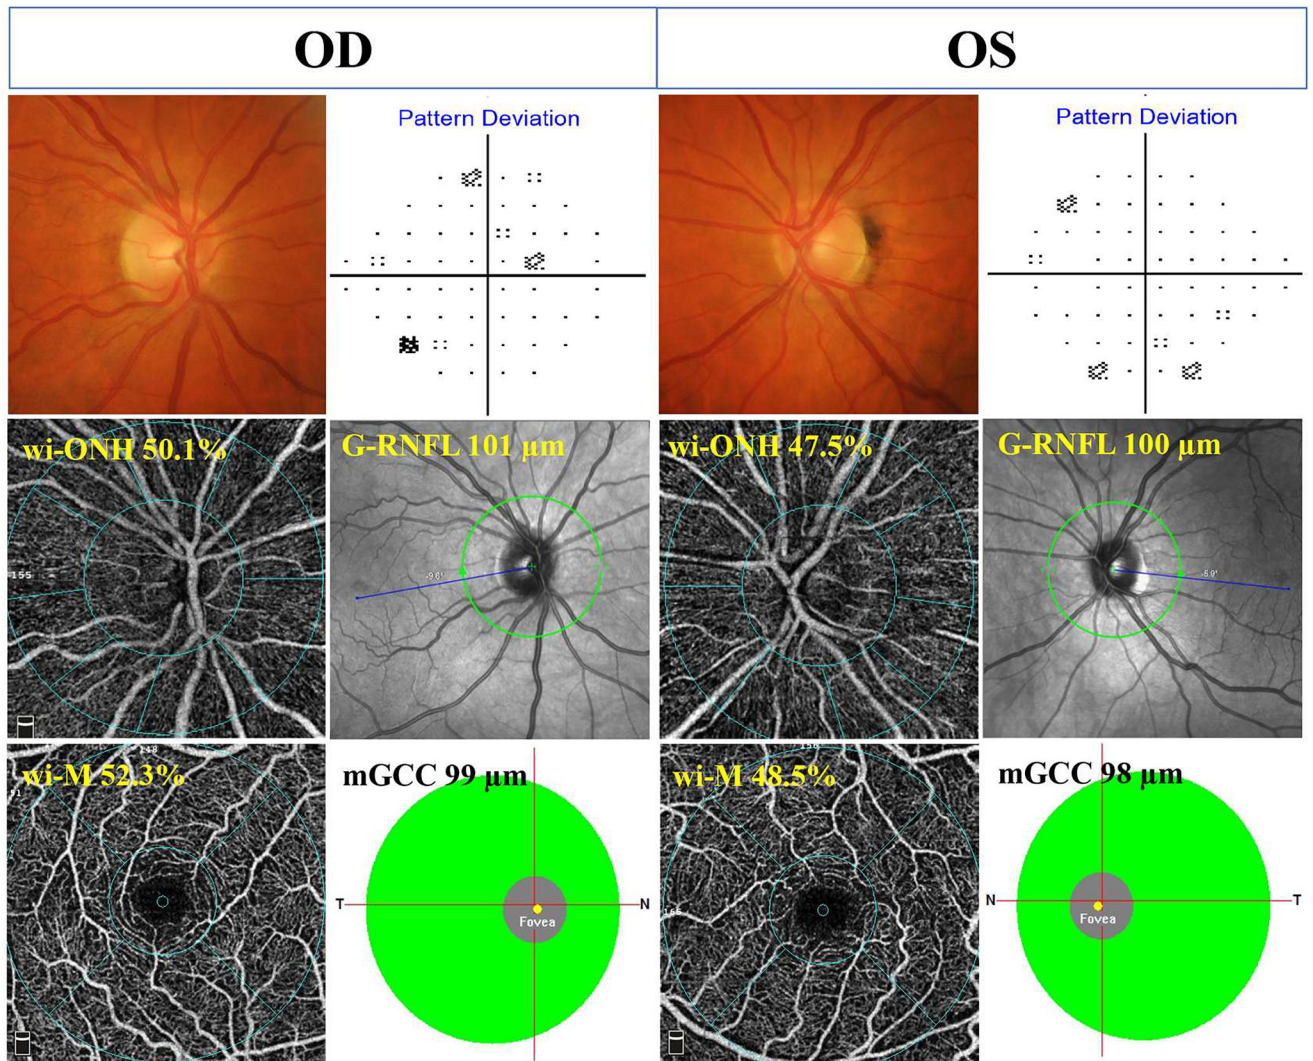 OD
OS
Pattern Deviation
Pattern Deviation
wi-ONH 50.1%
G-RNFL 101 µm
wi-ONH 47.5%
G-RNFL 100 µm
155
wi-M 52.3%
mGCC 99 µm
wi-M 48.5%
mGCC 98 µm
T
N
Fovea
N
T
Fovea